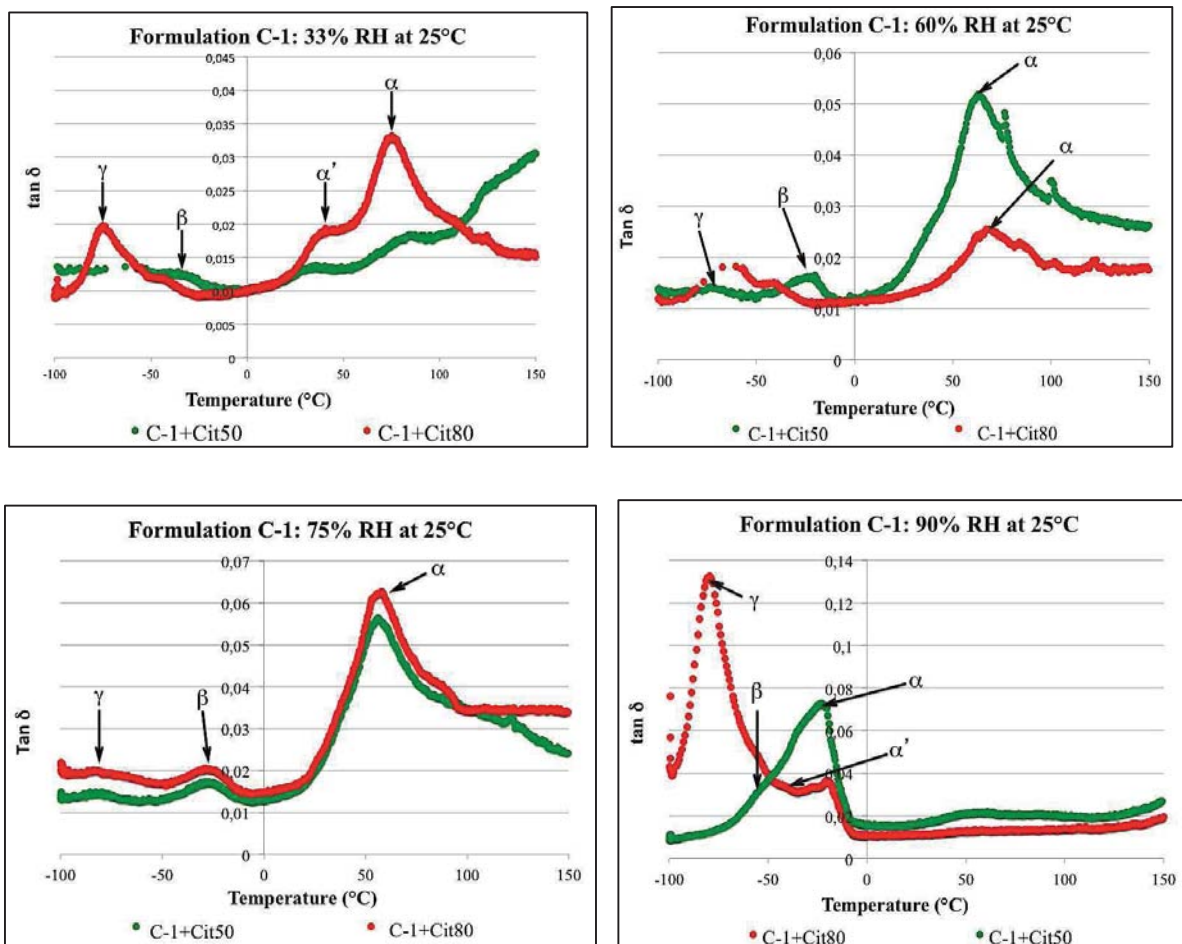 Formulation C-1: 33% RH at 25°C
0,045
0,04
0,035
0,03
0,025
0,02
0,015
0,01
0,005
0
tan δ
γ
β
α'
α
-100
-50
0
50
100
150
Temperature (°C)
C-1+Cit50
C-1+Cit80
Formulation C-1: 60% RH at 25°C
0,06
0,05
0,04
0,03
0,02
0,01
0
Tan δ
γ
β
α
α
-100
-50
0
50
100
150
Temperature (°C)
C-1+Cit50
C-1+Cit80
Formulation C-1: 75% RH at 25°C
0,07
0,06
0,05
0,04
0,03
0,02
0,01
0
Tan δ
γ
β
α
-100
-50
0
50
100
150
Temperature (°C)
C-1+Cit50
C-1+Cit80
Formulation C-1: 90% RH at 25°C
0,14
0,12
0,1
0,08
0,06
0,04
0,02
0
tan δ
γ
β
α
α'
-100
-50
0
50
100
150
Temperature (°C)
C-1+Cit80
C-1+Cit50